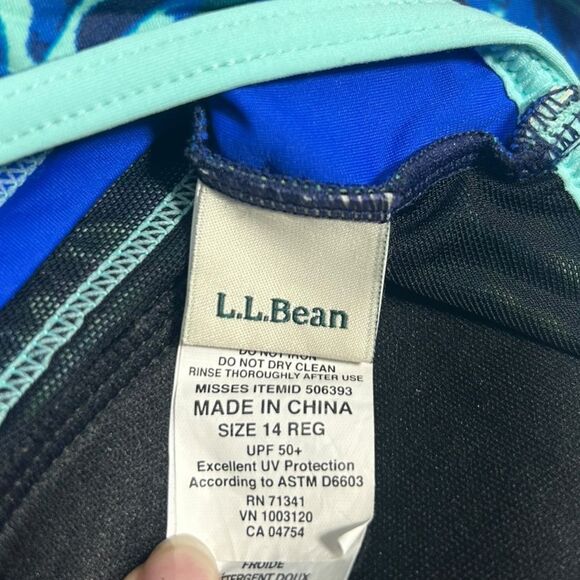 L.L.Bean
DO NOT IRON
DO NOT DRY CLEAN
RINSE THOROUGHLY AFTER USE
MISSES ITEMID 506393
MADE IN CHINA
SIZE 14 REG
UPF 50+
Excellent UV Protection
According to ASTM D6603
RN 71341
VN 1003120
CA 04754
FROIDE
DETERGENT DOUX